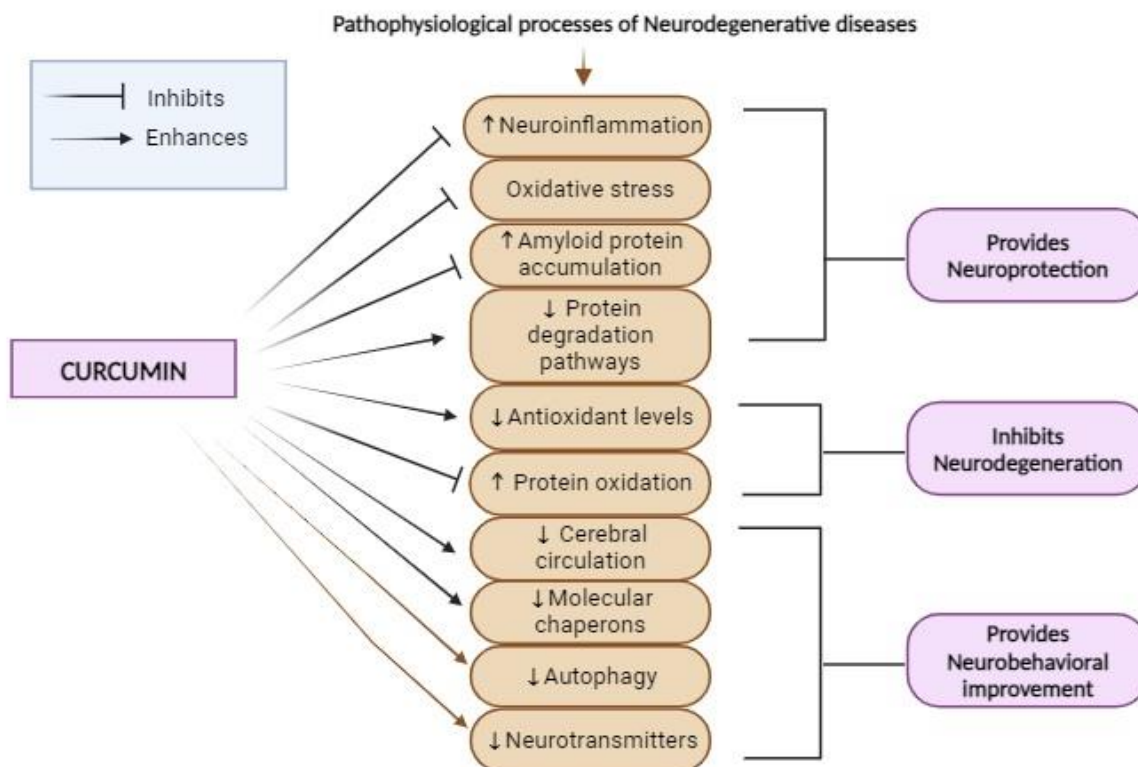 Pathophysiological processes of Neurodegenerative diseases
Inhibits
Enhances
↑Neuroinflammation
Oxidative stress
↑Amyloid protein
accumulation
↓ Protein
degradation
pathways
↓Antioxidant levels
↑ Protein oxidation
↓ Cerebral
circulation
↓Molecular
chaperons
↓Autophagy
↓Neurotransmitters
CURCUMIN
Provides
Neuroprotection
Inhibits
Neurodegeneration
Provides
Neurobehavioral
improvement